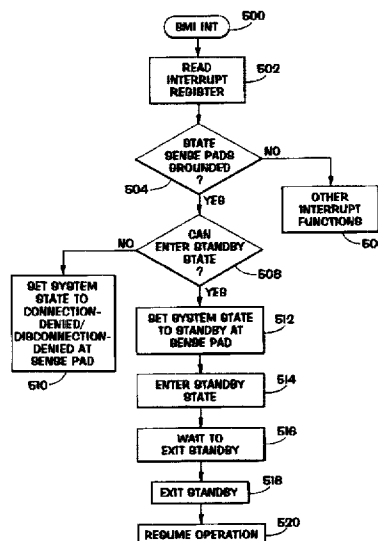 SMI INT
500
READ
INTERRUPT
REGISTER
502
STATE
SENSE PADS
GROUNDED
?
504
NO
YES
OTHER
INTERRUPT
FUNCTIONS
50
CAN
ENTER STANDBY
STATE
?
508
NO
YES
SET SYSTEM
STATE TO
CONNECTION-
DENIED/
DISCONNECTION-
DENIED AT
SENSE PAD
510
SET SYSTEM STATE
TO STANDBY AT
SENSE PAD
512
ENTER STANDBY
STATE
514
WAIT TO
EXIT STANDBY
516
EXIT STANDBY
518
RESUME OPERATION
520